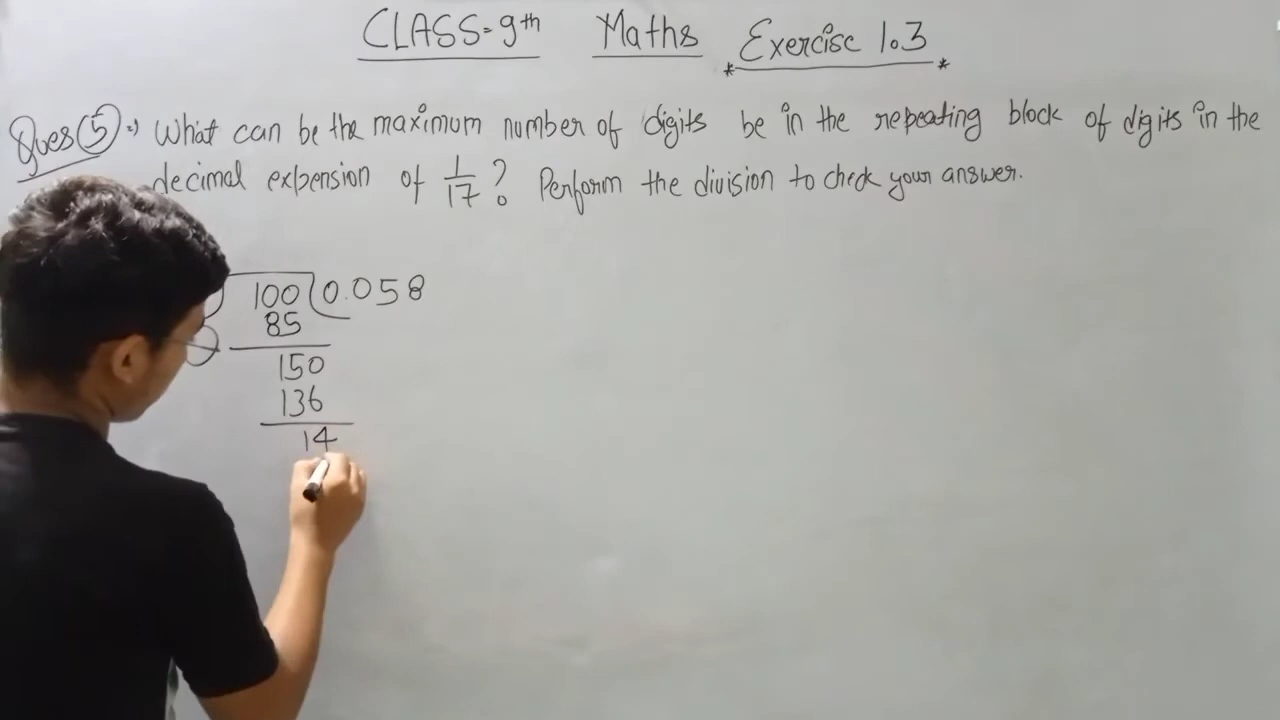 CLASS=9th Maths Exercise 1.3
Ques(5)⇒ What can be the maximum number of digits be in the repeating block of digits in the
decimal expension of 1/17? Perform the division to check your answer.
100 0.058
85
150
136
14